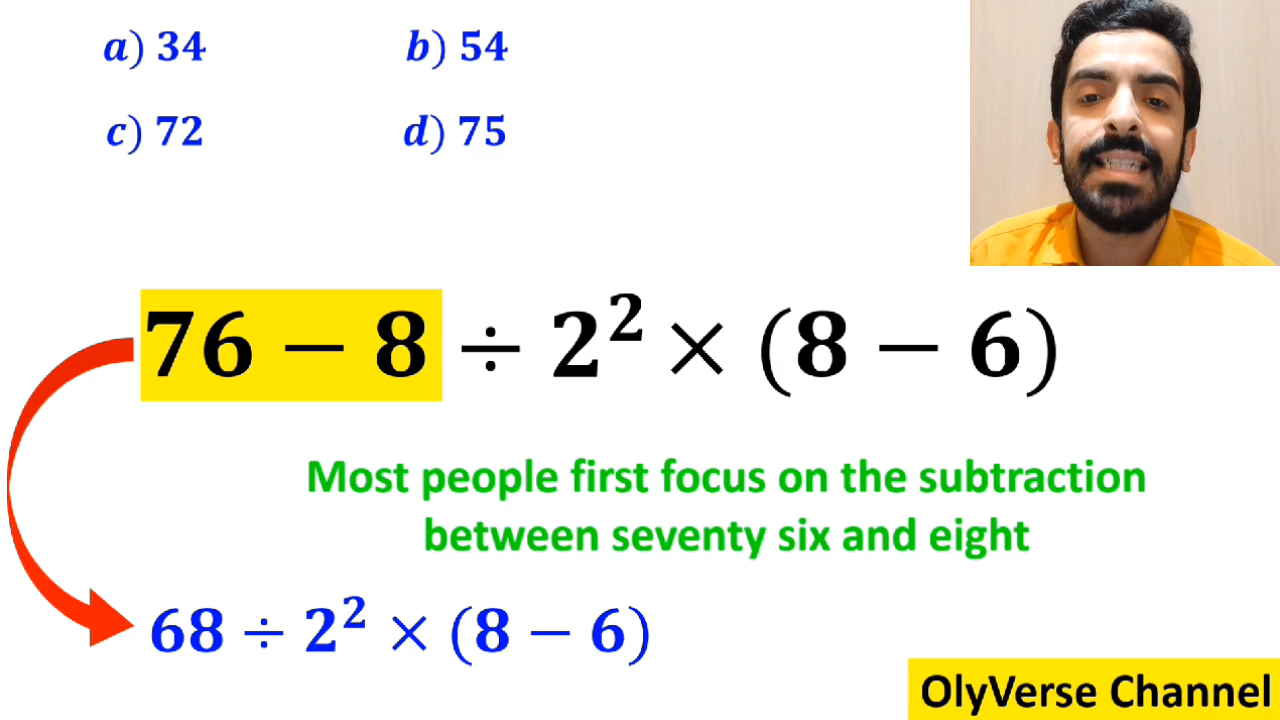 a) 34 b) 54
c) 72 d) 75
76 − 8 ÷ 2² × (8 − 6)
Most people first focus on the subtraction
between seventy six and eight
68 ÷ 2² × (8 − 6)
OlyVerse Channel